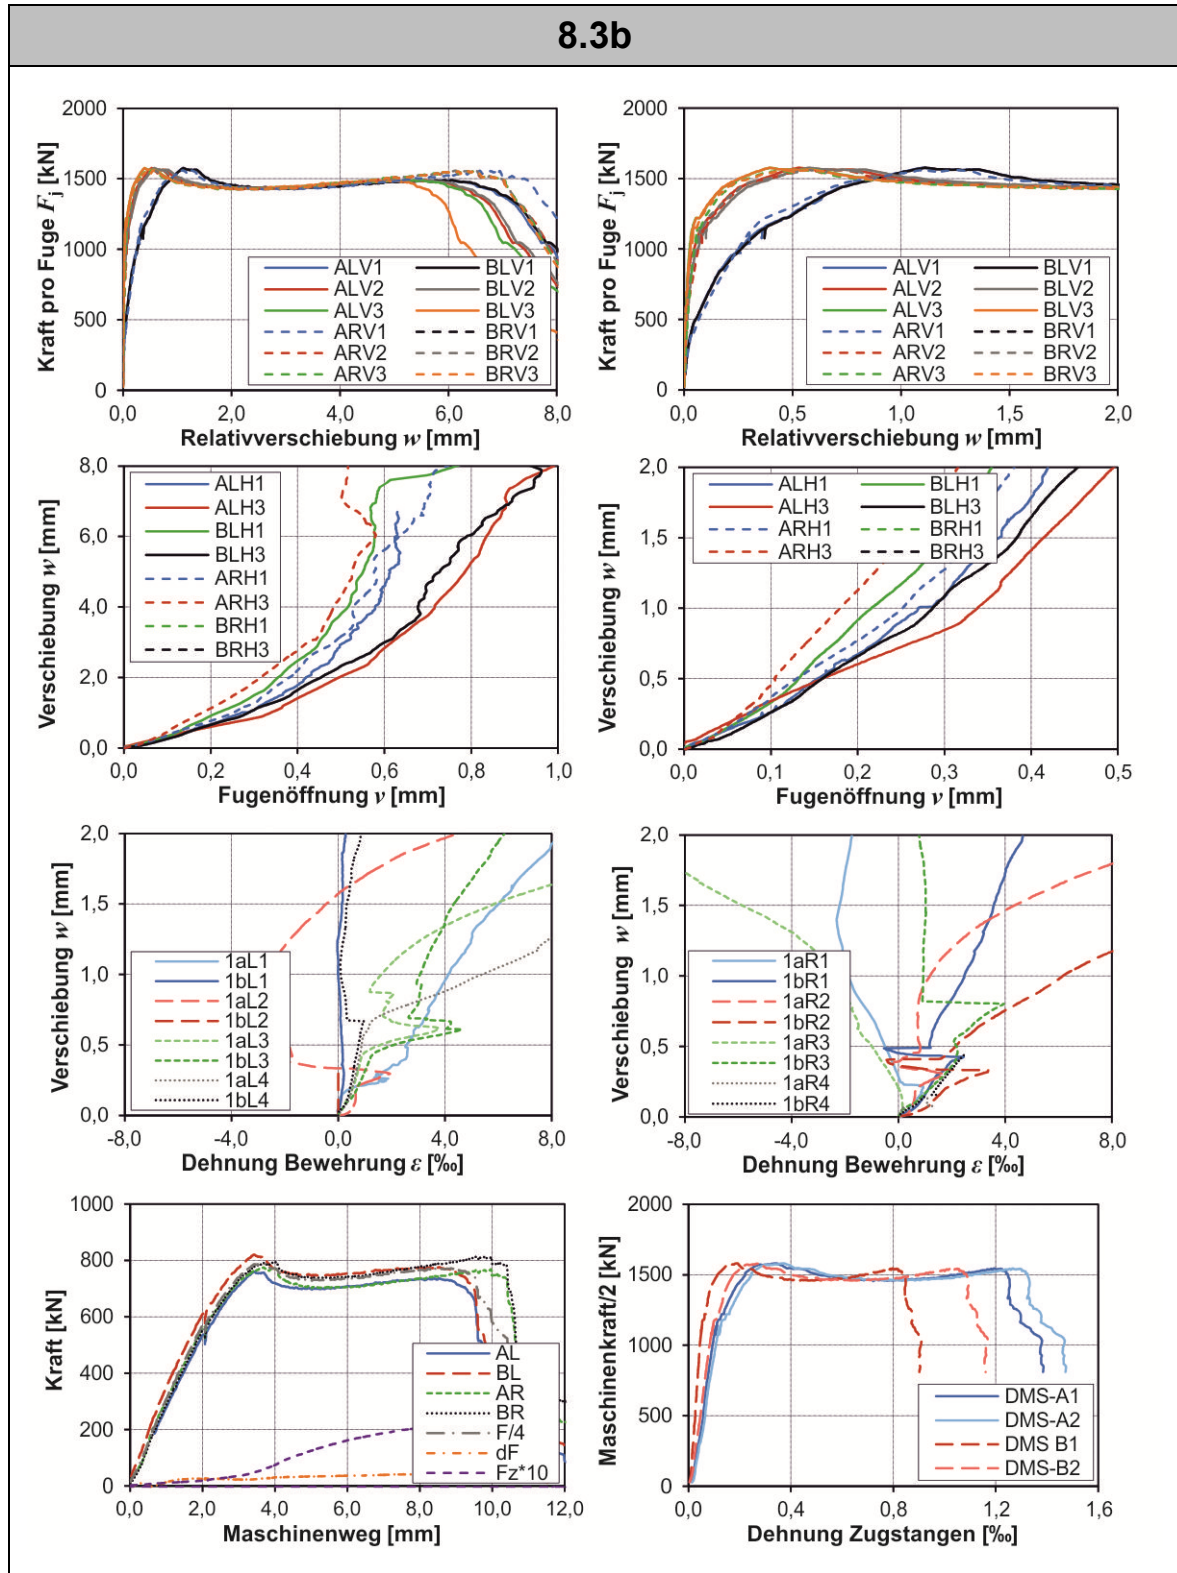 8.3b
Kraft pro Fuge Fj [kN]
2000
1500
1000
500
0
0,0 2,0 4,0 6,0 8,0
ALV1 BLV1
ALV2 BLV2
ALV3 BLV3
ARV1 BRV1
ARV2 BRV2
ARV3 BRV3
Relativverschiebung w [mm]
Kraft pro Fuge Fj [kN]
2000
1500
1000
500
0
0,0 0,5 1,0 1,5 2,0
ALV1 BLV1
ALV2 BLV2
ALV3 BLV3
ARV1 BRV1
ARV2 BRV2
ARV3 BRV3
Relativverschiebung w [mm]
Verschiebung w [mm]
8,0
6,0
4,0
2,0
0,0
0,0 0,2 0,4 0,6 0,8 1,0
ALH1
ALH3
BLH1
BLH3
ARH1
ARH3
BRH1
BRH3
Fugenöffnung v [mm]
Verschiebung w [mm]
2,0
1,5
1,0
0,5
0,0
0,0 0,1 0,2 0,3 0,4 0,5
ALH1 BLH1
ALH3 BLH3
ARH1 BRH1
ARH3 BRH3
Fugenöffnung v [mm]
Verschiebung w [mm]
2,0
1,5
1,0
0,5
0,0
-8,0 -4,0 0,0 4,0 8,0
1aL1
1bL1
1aL2
1bL2
1aL3
1bL3
1aL4
1bL4
Dehnung Bewehrung ε [‰]
Verschiebung w [mm]
2,0
1,5
1,0
0,5
0,0
-8,0 -4,0 0,0 4,0 8,0
1aR1
1bR1
1aR2
1bR2
1aR3
1bR3
1aR4
1bR4
Dehnung Bewehrung ε [‰]
Kraft [kN]
1000
800
600
400
200
0
0,0 2,0 4,0 6,0 8,0 10,0 12,0
AL
BL
AR
BR
F/4
dF
Fz*10
Maschinenweg [mm]
Maschinenkraft/2 [kN]
2000
1500
1000
500
0
0,0 0,4 0,8 1,2 1,6
DMS-A1
DMS-A2
DMS B1
DMS-B2
Dehnung Zugstangen [‰]